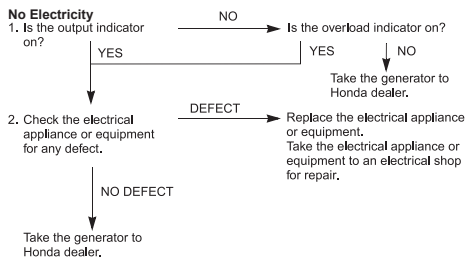 No Electricity
1. Is the output indicator
on?
NO
Is the overload indicator on?
YES
YES
NO
Take the generator to
Honda dealer.
2. Check the electrical
appliance or equipment
for any defect.
DEFECT
Replace the electrical appliance
or equipment.
Take the electrical appliance or
equipment to an electrical shop
for repair.
NO DEFECT
Take the generator to
Honda dealer.